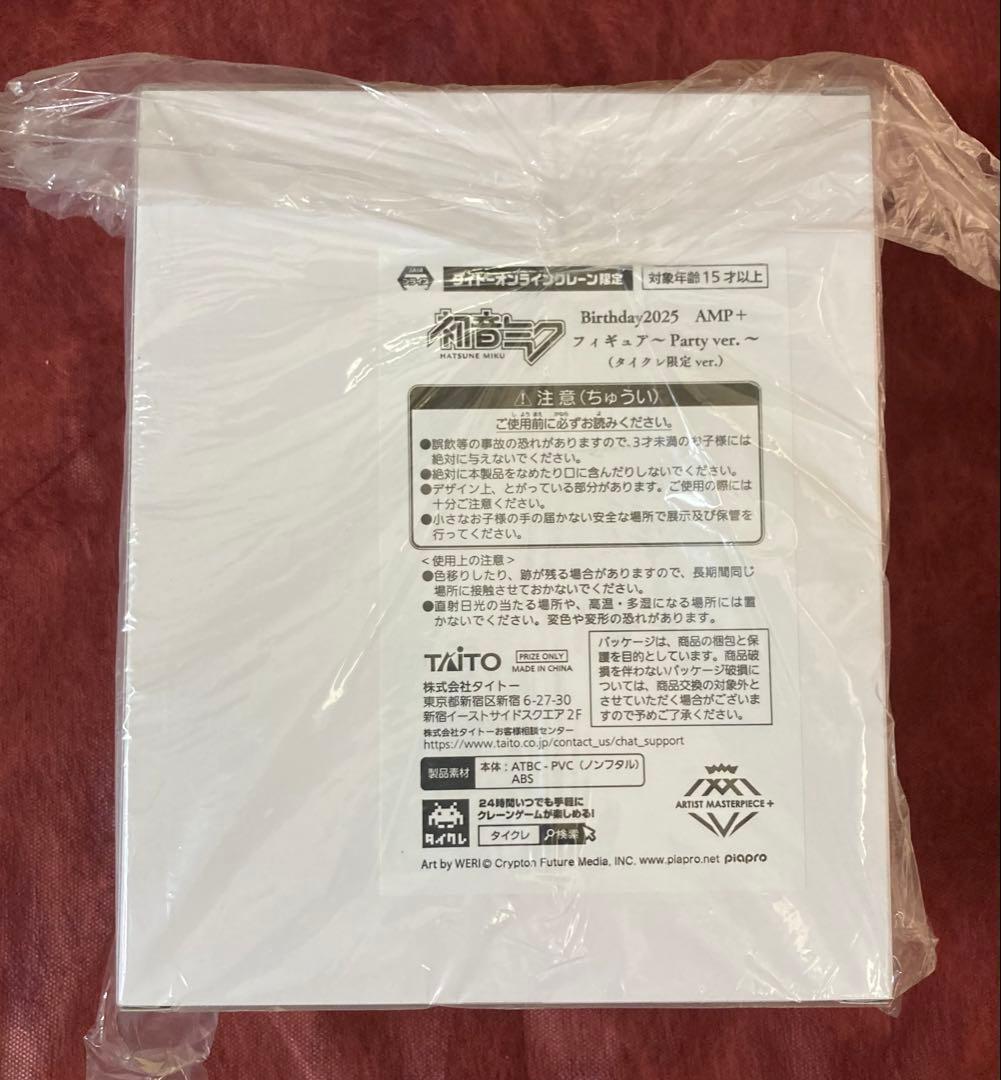 JAIA
プライズ
タイトーオンラインクレーン限定
対象年齢15才以上
初音ミク
HATSUNE MIKU
Birthday2025 AMP+
フィギュア～Party ver.～
(タイクレ限定ver.)
⚠注意(ちゅうい)
しようまえ かなら よ
ご使用前に必ずお読みください。
●誤飲等の事故の恐れがありますので、3才未満のお子様には
絶対に与えないでください。
●絶対に本製品をなめたり口に含んだりしないでください。
●デザイン上、とがっている部分があります。ご使用の際には
十分ご注意ください。
●小さなお子様の手の届かない安全な場所で展示及び保管を
行ってください。
<使用上の注意>
●色移りしたり、跡が残る場合がありますので、長期間同じ
場所に接触させておかないでください。
●直射日光の当たる場所や、高温・多湿になる場所には置
かないでください。変色や変形の恐れがあります。
TAITO
PRIZE ONLY
MADE IN CHINA
株式会社タイトー
東京都新宿区新宿6-27-30
新宿イーストサイドスクエア2F
株式会社タイトーお客様相談センター
https://www.taito.co.jp/contact_us/chat_support
パッケージは、商品の梱包と保
護を目的としています。商品破
損を伴わないパッケージ破損に
ついては、商品交換の対象外と
させていただく場合がございま
すので予めご了承ください。
製品素材
本体:ATBC-PVC(ノンフタル)
ABS
タイクレ
24時間いつでも手軽に
クレーンゲームが楽しめる!
タイクレ 検索
ARTIST MASTERPIECE+
Art by WERI © Crypton Future Media, INC. www.piapro.net piapro